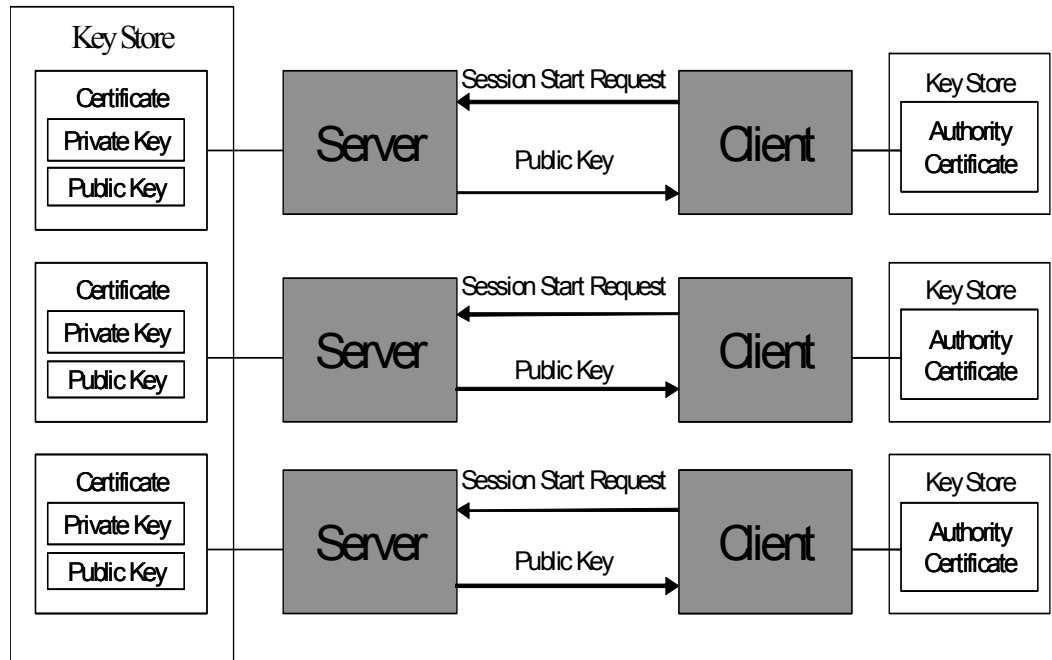 Key Store
Certificate
Private Key
Public Key
Server
Session Start Request
Public Key
Client
Key Store
Authority
Certificate
Certificate
Private Key
Public Key
Server
Session Start Request
Public Key
Client
Key Store
Authority
Certificate
Certificate
Private Key
Public Key
Server
Session Start Request
Public Key
Client
Key Store
Authority
Certificate